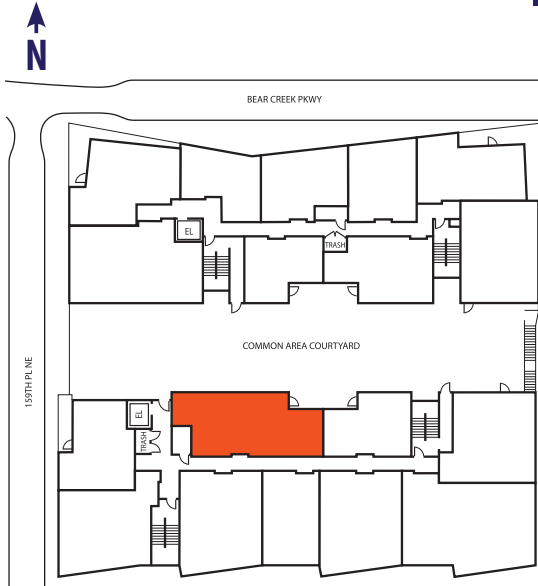 N
BEAR CREEK PKWY
EL
TRASH
COMMON AREA COURTYARD
159TH PL NE
EL
TRASH